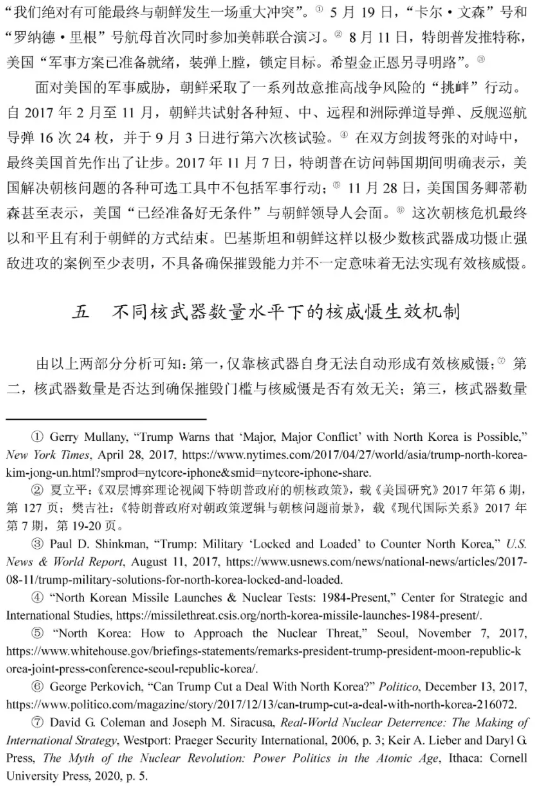 “我们绝对有可能最终与朝鲜发生一场重大冲突”。① 5 月 19 日，“卡尔·文森”号和
“罗纳德·里根”号航母首次同时参加美韩联合演习。② 8 月 11 日，特朗普发推特称，
美国“军事方案已准备就绪，装弹上膛，锁定目标。希望金正恩另寻明路”。③
面对美国的军事威胁，朝鲜采取了一系列故意推高战争风险的“挑衅”行动。
自 2017 年 2 月至 11 月，朝鲜共试射各种短、中、远程和洲际弹道导弹、反舰巡航
导弹 16 次 24 枚，并于 9 月 3 日进行第六次核试验。④ 在双方剑拔弩张的对峙中，
最终美国首先作出了让步。2017 年 11 月 7 日，特朗普在访问韩国期间明确表示，美
国解决朝核问题的各种可选工具中不包括军事行动；⑤ 11 月 28 日，美国国务卿蒂勒
森甚至表示，美国“已经准备好无条件”与朝鲜领导人会面。⑥ 这次朝核危机最终
以和平且有利于朝鲜的方式结束。巴基斯坦和朝鲜这样以极少数核武器成功慑止强
敌进攻的案例至少表明，不具备确保摧毁能力并不一定意味着无法实现有效核威慑。
五 不同核武器数量水平下的核威慑生效机制
由以上两部分分析可知：第一，仅靠核武器自身无法自动形成有效核威慑；⑦ 第
二，核武器数量是否达到确保摧毁门槛与核威慑是否有效无关；第三，核武器数量
① Gerry Mullany, “Trump Warns that ‘Major, Major Conflict’ with North Korea is Possible,”
New York Times, April 28, 2017, https://www.nytimes.com/2017/04/27/world/asia/trump-north-korea-
kim-jong-un.html?smprod=nytcore-iphone&smid=nytcore-iphone-share.
② 夏立平：《双层博弈理论视阈下特朗普政府的朝核政策》，载《美国研究》2017 年第 6 期，
第 127 页；樊吉社：《特朗普政府对朝政策逻辑与朝核问题前景》，载《现代国际关系》2017 年
第 7 期，第 19-20 页。
③ Paul D. Shinkman, “Trump: Military ‘Locked and Loaded’ to Counter North Korea,” U.S.
News & World Report, August 11, 2017, https://www.usnews.com/news/national-news/articles/2017-
08-11/trump-military-solutions-for-north-korea-locked-and-loaded.
④ “North Korean Missile Launches & Nuclear Tests: 1984-Present,” Center for Strategic and
International Studies, https://missilethreat.csis.org/north-korea-missile-launches-1984-present/.
⑤ “North Korea: How to Approach the Nuclear Threat,” Seoul, November 7, 2017,
https://www.whitehouse.gov/briefings-statements/remarks-president-trump-president-moon-republic-k
orea-joint-press-conference-seoul-republic-korea/.
⑥ George Perkovich, “Can Trump Cut a Deal With North Korea?” Politico, December 13, 2017,
https://www.politico.com/magazine/story/2017/12/13/can-trump-cut-a-deal-with-north-korea-216072.
⑦ David G. Coleman and Joseph M. Siracusa, Real-World Nuclear Deterrence: The Making of
International Strategy, Westport: Praeger Security International, 2006, p. 3; Keir A. Lieber and Daryl G.
Press, The Myth of the Nuclear Revolution: Power Politics in the Atomic Age, Ithaca: Cornell
University Press, 2020, p. 5.